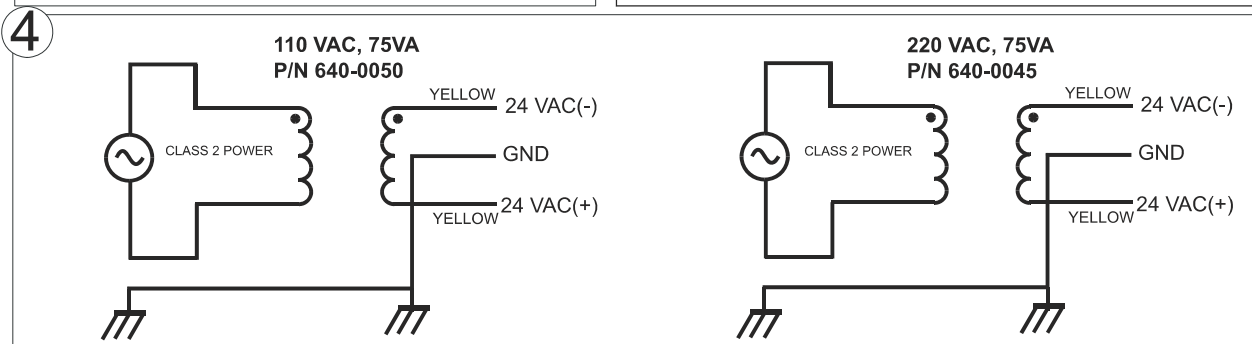 4
110 VAC, 75VA
P/N 640-0050
YELLOW
24 VAC(-)
CLASS 2 POWER
GND
24 VAC(+)
YELLOW
220 VAC, 75VA
P/N 640-0045
YELLOW
24 VAC(-)
CLASS 2 POWER
GND
24 VAC(+)
YELLOW